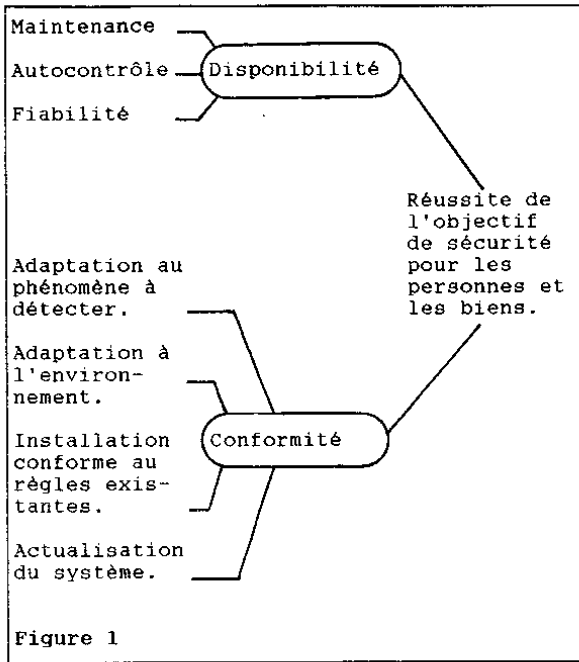 Maintenance
Autocontrôle
Disponibilité
Fiabilité
Réussite de
l'objectif
de sécurité
pour les
personnes et
les biens.
Adaptation au
phénomène à
détecter.
Adaptation à
l'environ-
nement.
Installation
conforme au
règles exis-
tantes.
Conformité
Actualisation
du système.
Figure 1